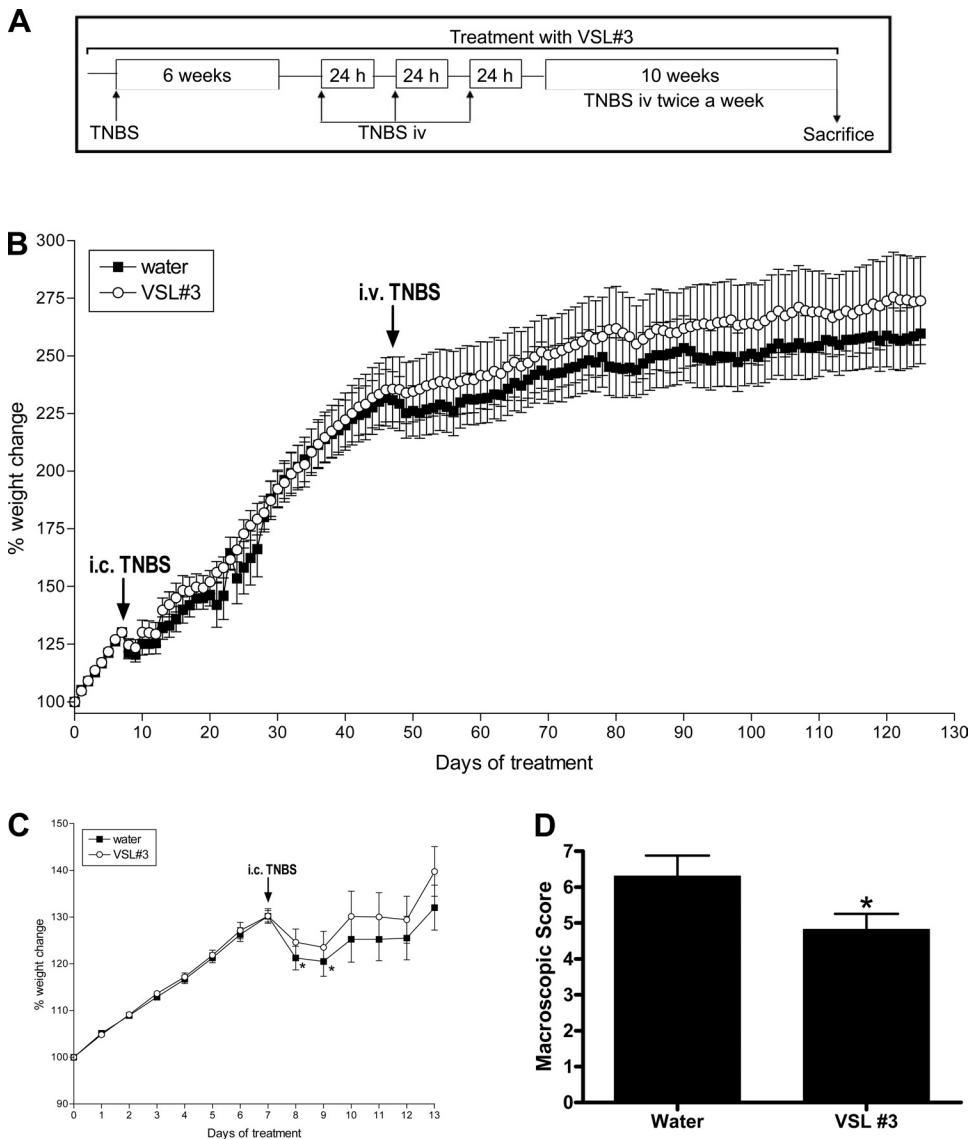 A
Treatment with VSL#3
6 weeks
24 h
24 h
24 h
10 weeks
TNBS iv twice a week
TNBS
TNBS iv
Sacrifice
B
300
275
250
225
200
175
150
125
100
% weight change
water
VSL#3
i.c. TNBS
i.v. TNBS
0 10 20 30 40 50 60 70 80 90 100 110 120 130
Days of treatment
C
150
140
130
120
110
100
90
% weight change
water
VSL#3
i.c. TNBS
* *
0 1 2 3 4 5 6 7 8 9 10 11 12 13
Days of treatment
D
7
6
5
4
3
2
1
0
Macroscopic Score
*
Water VSL #3